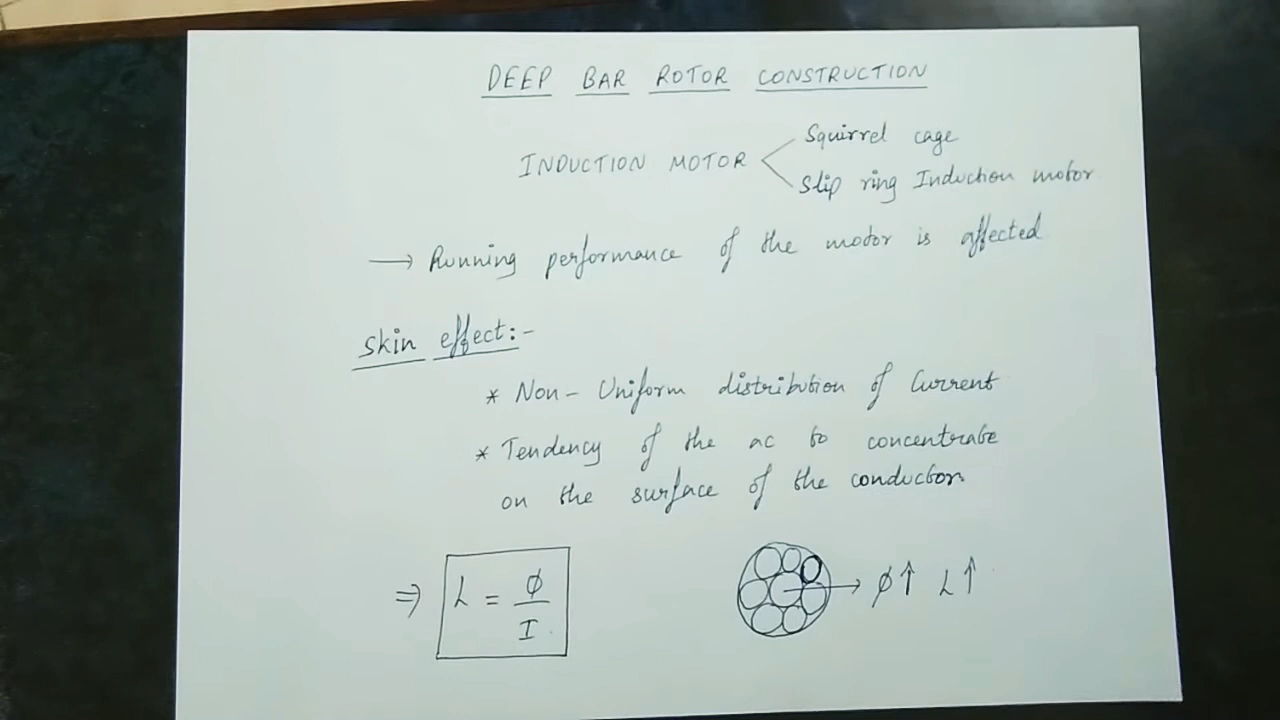 DEEP BAR ROTOR CONSTRUCTION
INDUCTION MOTOR
Squirrel cage
Slip ring Induction motor
→ Running performance of the motor is affected
Skin effect:-
* Non-Uniform distribution of Current
* Tendency of the ac to concentrate
on the surface of the conductor.
⇒ L = φ/I
φ↑ L↑